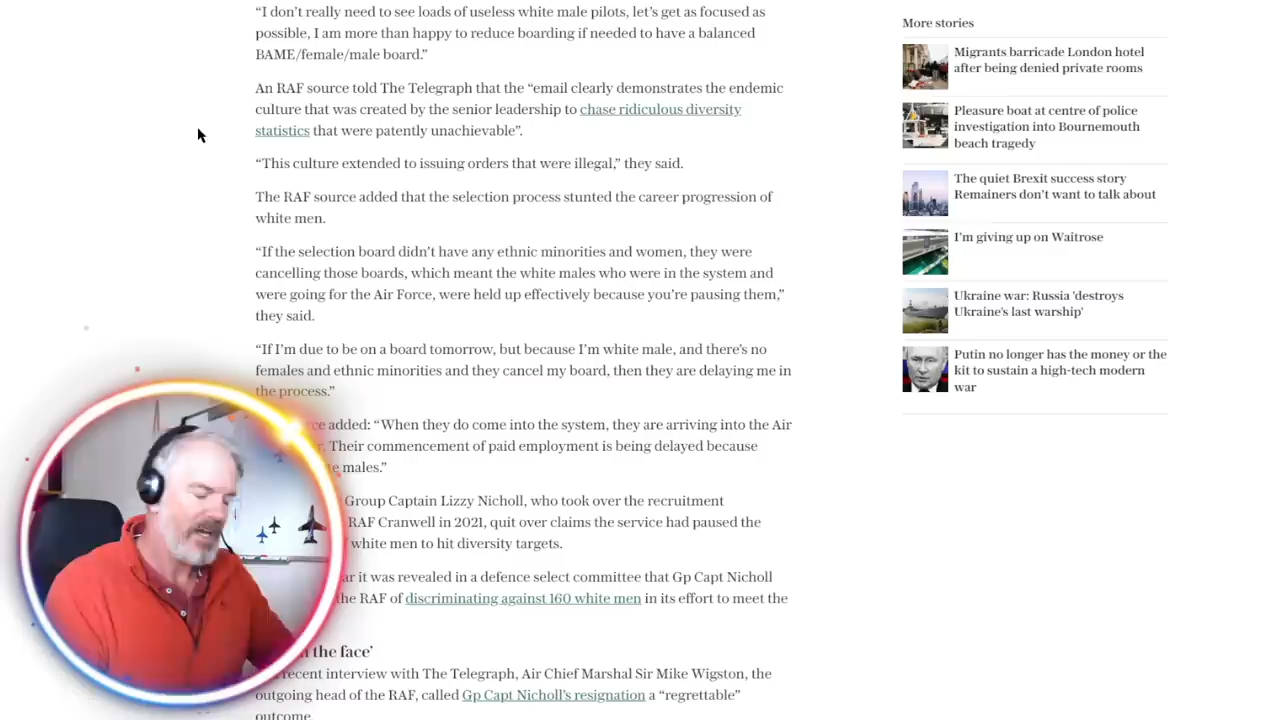 “I don’t really need to see loads of useless white male pilots, let’s get as focused as
possible, I am more than happy to reduce boarding if needed to have a balanced
BAME/female/male board.”
An RAF source told The Telegraph that the “email clearly demonstrates the endemic
culture that was created by the senior leadership to chase ridiculous diversity
statistics that were patently unachievable”.
“This culture extended to issuing orders that were illegal,” they said.
The RAF source added that the selection process stunted the career progression of
white men.
“If the selection board didn’t have any ethnic minorities and women, they were
cancelling those boards, which meant the white males who were in the system and
were going for the Air Force, were held up effectively because you’re pausing them,”
they said.
“If I’m due to be on a board tomorrow, but because I’m white male, and there’s no
females and ethnic minorities and they cancel my board, then they are delaying me in
the process.”
added: “When they do come into the system, they are arriving into the Air
Their commencement of paid employment is being delayed because
males.”
Group Captain Lizzy Nicholl, who took over the recruitment
RAF Cranwell in 2021, quit over claims the service had paused the
white men to hit diversity targets.
it was revealed in a defence select committee that Gp Capt Nicholl
the RAF of discriminating against 160 white men in its effort to meet the
the face’
recent interview with The Telegraph, Air Chief Marshal Sir Mike Wigston, the
outgoing head of the RAF, called Gp Capt Nicholl’s resignation a “regrettable”
outcome.
More stories
Migrants barricade London hotel
after being denied private rooms
Pleasure boat at centre of police
investigation into Bournemouth
beach tragedy
The quiet Brexit success story
Remainers don’t want to talk about
I’m giving up on Waitrose
Ukraine war: Russia ‘destroys
Ukraine’s last warship’
Putin no longer has the money or the
kit to sustain a high-tech modern
war